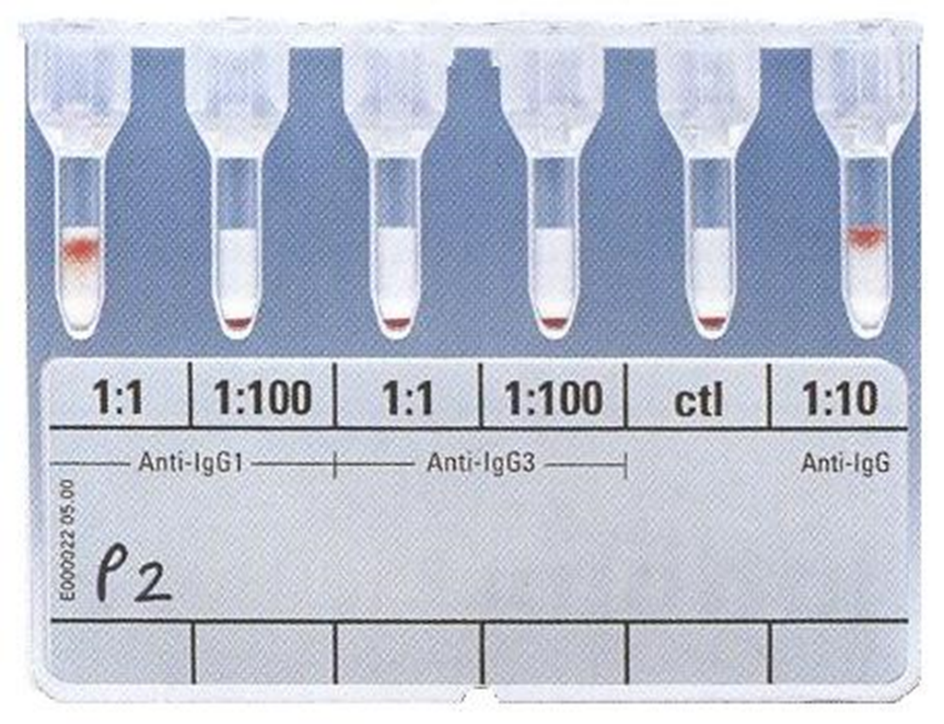 1:1 1:100 1:1 1:100 ctl 1:10
Anti-IgG1 Anti-IgG3 Anti-IgG
E000022 05.00
P2